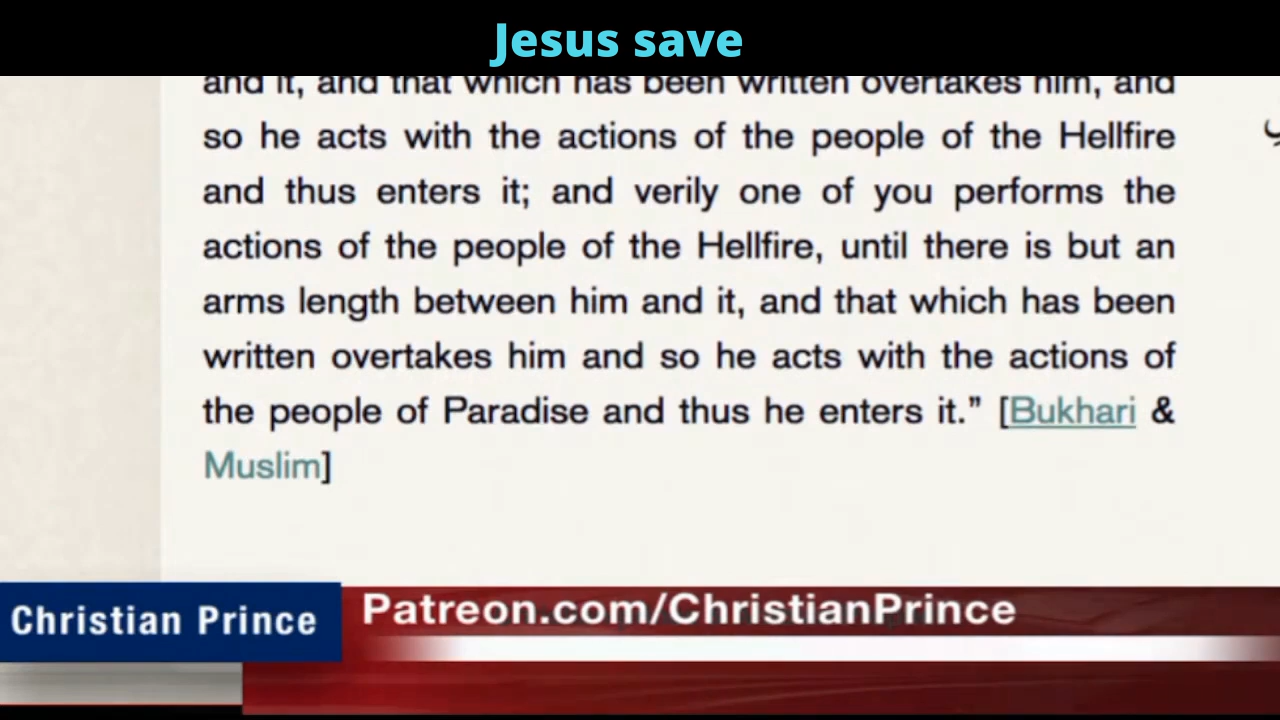 Jesus save
and it, and that which has been written overtakes him, and
so he acts with the actions of the people of the Hellfire
and thus enters it; and verily one of you performs the
actions of the people of the Hellfire, until there is but an
arms length between him and it, and that which has been
written overtakes him and so he acts with the actions of
the people of Paradise and thus he enters it.” [Bukhari &
Muslim]
Christian Prince
Patreon.com/ChristianPrince